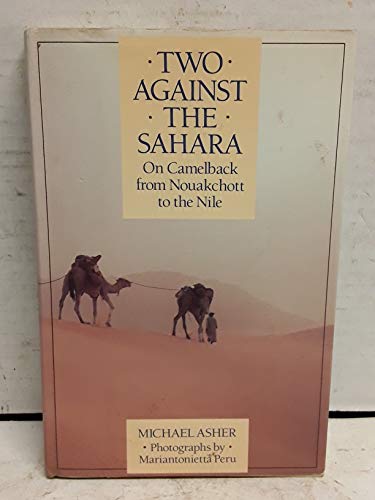 · TWO ·
AGAINST
· THE ·
SAHARA
On Camelback
from Nouakchott
to the Nile
MICHAEL ASHER
· Photographs by ·
Mariantonietta Peru